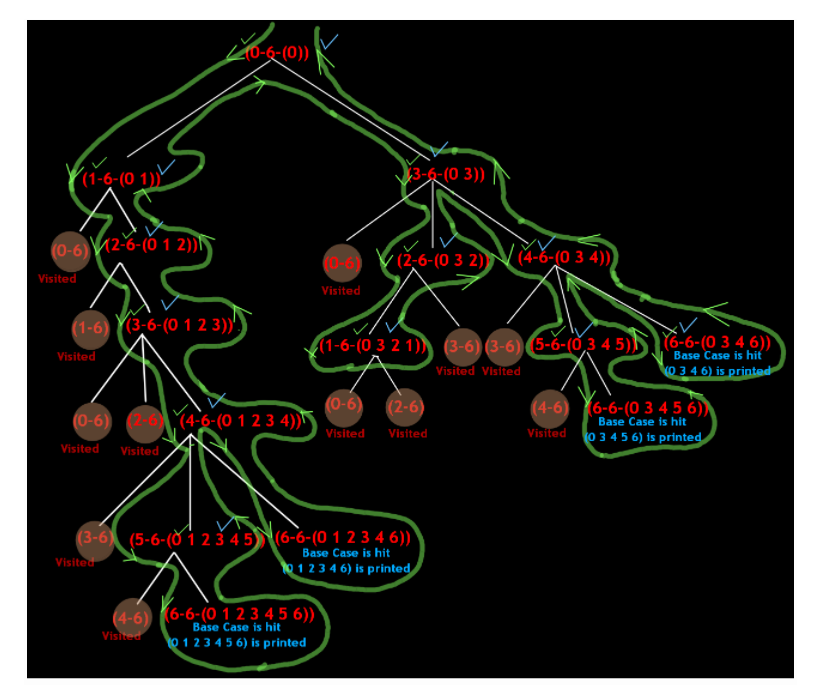 (0-6-(0))
(1-6-(0 1))
(3-6-(0 3))
(0-6)
Visited
(2-6-(0 1 2))
(0-6)
Visited
(2-6-(0 3 2))
(4-6-(0 3 4))
(1-6)
Visited
(3-6-(0 1 2 3))
(1-6-(0 3 2 1))
(3-6)
Visited
(3-6)
Visited
(5-6-(0 3 4 5))
(6-6-(0 3 4 6))
Base Case is hit
(0 3 4 6) is printed
(0-6)
Visited
(2-6)
Visited
(4-6-(0 1 2 3 4))
(0-6)
Visited
(2-6)
Visited
(4-6)
Visited
(6-6-(0 3 4 5 6))
Base Case is hit
(0 3 4 5 6) is printed
(3-6)
Visited
(5-6-(0 1 2 3 4 5))
(6-6-(0 1 2 3 4 6))
Base Case is hit
(0 1 2 3 4 6) is printed
(4-6)
Visited
(6-6-(0 1 2 3 4 5 6))
Base Case is hit
(0 1 2 3 4 5 6) is printed